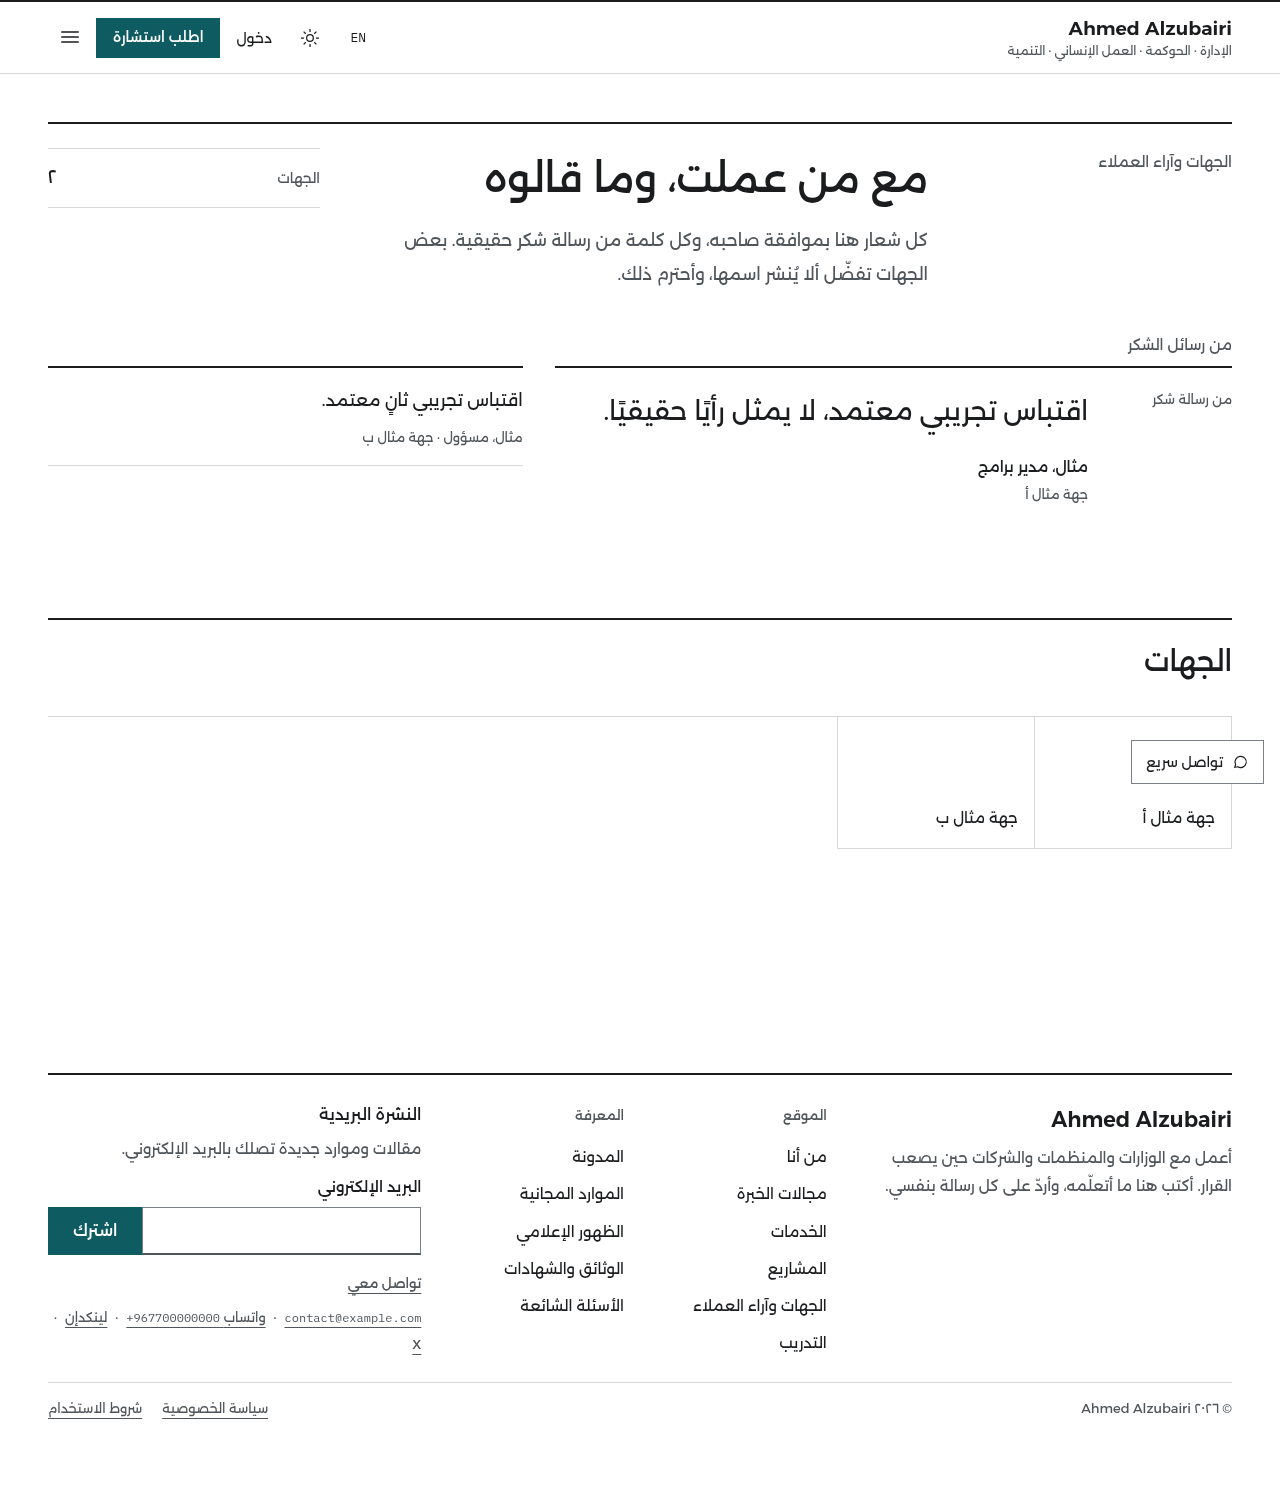 Ahmed Alzubairi
الإدارة · الحوكمة · العمل الإنساني · التنمية
EN
دخول
اطلب استشارة
الجهات وآراء العملاء
مع من عملت، وما قالوه
كل شعار هنا بموافقة صاحبه، وكل كلمة من رسالة شكر حقيقية. بعض
الجهات تفضّل ألا يُنشر اسمها، وأحترم ذلك.
الجهات
٢
من رسائل الشكر
من رسالة شكر
اقتباس تجريبي معتمد، لا يمثل رأيًا حقيقيًا.
مثال، مدير برامج
جهة مثال أ
اقتباس تجريبي ثانٍ معتمد.
مثال، مسؤول · جهة مثال ب
الجهات
تواصل سريع
جهة مثال أ
جهة مثال ب
Ahmed Alzubairi
أعمل مع الوزارات والمنظمات والشركات حين يصعب
القرار. أكتب هنا ما أتعلّمه، وأردّ على كل رسالة بنفسي.
الموقع
من أنا
مجالات الخبرة
الخدمات
المشاريع
الجهات وآراء العملاء
التدريب
المعرفة
المدونة
الموارد المجانية
الظهور الإعلامي
الوثائق والشهادات
الأسئلة الشائعة
النشرة البريدية
مقالات وموارد جديدة تصلك بالبريد الإلكتروني.
البريد الإلكتروني
اشترك
تواصل معي
contact@example.com · واتساب +967700000000 · لينكدإن ·
X
© ٢٠٢٦ Ahmed Alzubairi
سياسة الخصوصية
شروط الاستخدام